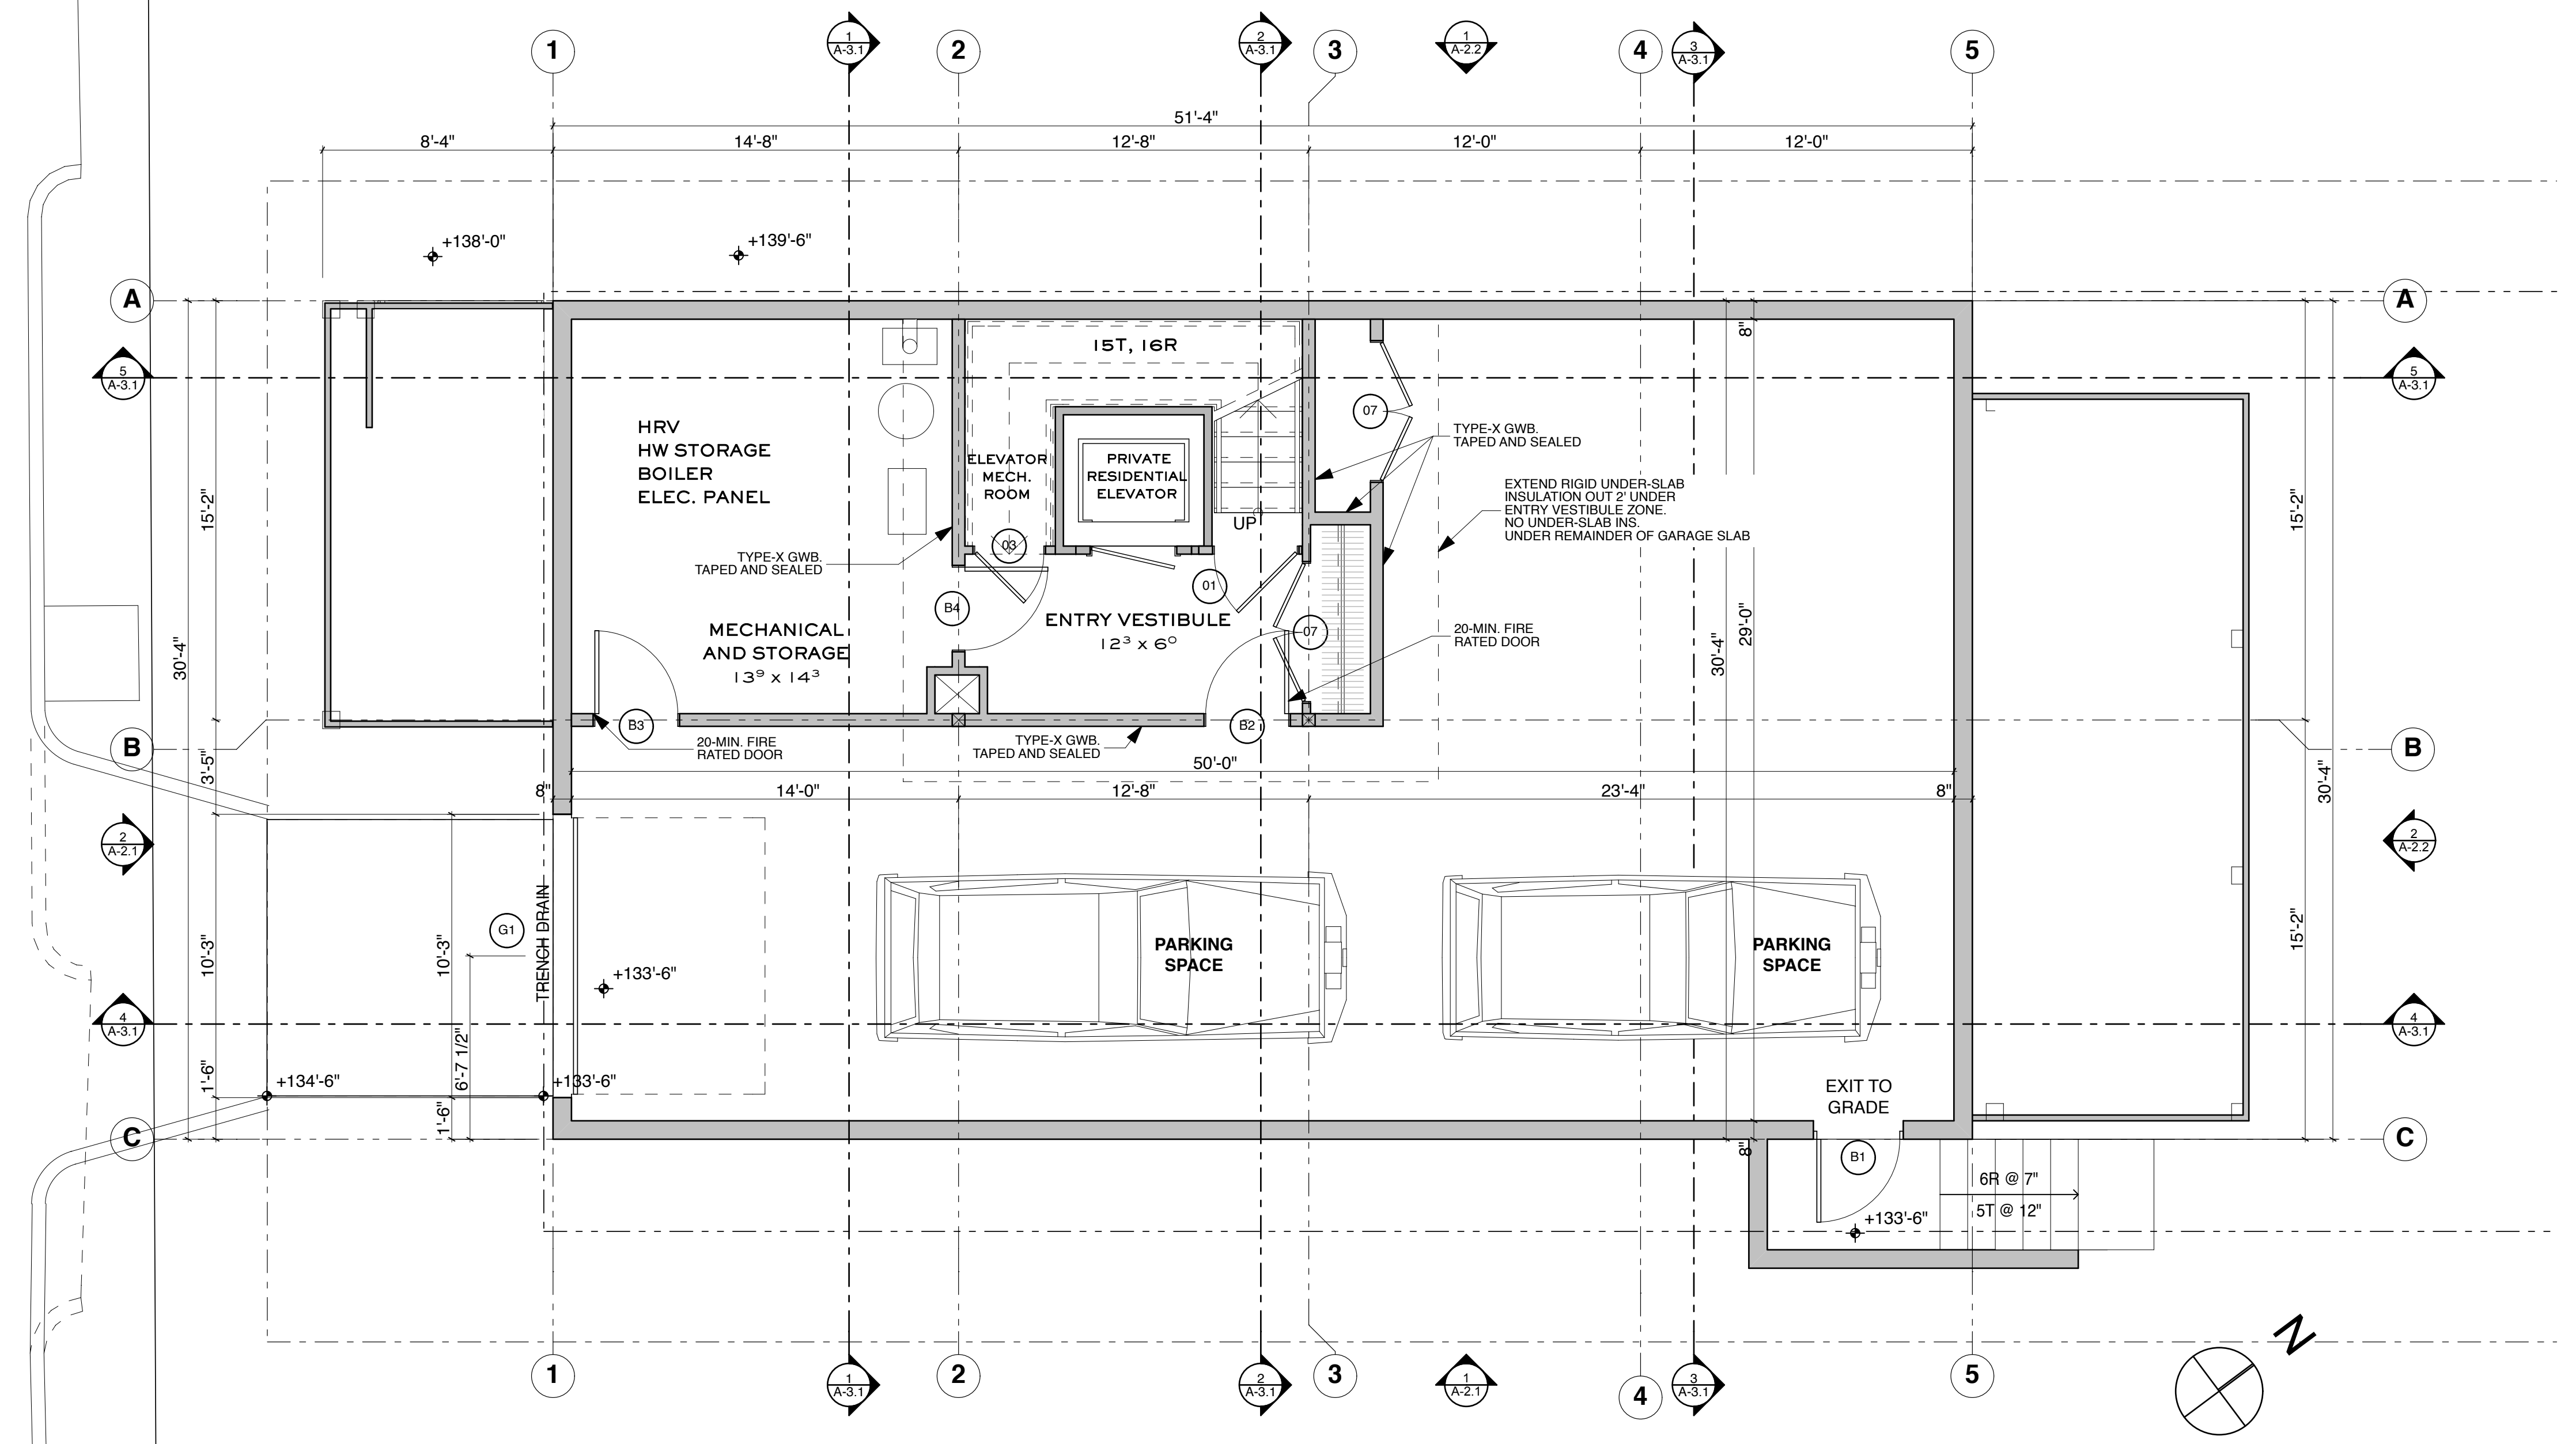 1
1
A-3.1
2
2
A-3.1
3
1
A-2.2
4
3
A-3.1
5
51'-4"
8'-4"
14'-8"
12'-8"
12'-0"
12'-0"
+138'-0"
+139'-6"
A
A
8"
15T, 16R
5
A-3.1
5
A-3.1
07
HRV
HW STORAGE
BOILER
ELEC. PANEL
ELEVATOR
MECH.
ROOM
PRIVATE
RESIDENTIAL
ELEVATOR
TYPE-X GWB.
TAPED AND SEALED
EXTEND RIGID UNDER-SLAB
INSULATION OUT 2' UNDER
ENTRY VESTIBULE ZONE.
NO UNDER-SLAB INS.
UNDER REMAINDER OF GARAGE SLAB
15'-2"
15'-2"
UP
03
TYPE-X GWB.
TAPED AND SEALED
01
B4
ENTRY VESTIBULE
12³ x 6⁰
07
20-MIN. FIRE
RATED DOOR
29'-0"
30'-4"
30'-4"
MECHANICAL
AND STORAGE
13⁹ x 14³
B3
B2
20-MIN. FIRE
RATED DOOR
TYPE-X GWB.
TAPED AND SEALED
B
B
3'-5"
50'-0"
30'-4"
8"
14'-0"
12'-8"
23'-4"
8"
2
A-2.1
2
A-2.2
G1
TRENCH DRAIN
10'-3"
10'-3"
PARKING
SPACE
PARKING
SPACE
15'-2"
+133'-6"
4
A-3.1
4
A-3.1
6'-7 1/2"
1'-6"
+134'-6"
+133'-6"
EXIT TO
GRADE
1'-6"
C
C
8"
B1
6R @ 7"
5T @ 12"
+133'-6"
N
1
1
A-3.1
2
2
A-3.1
3
1
A-2.1
4
3
A-3.1
5